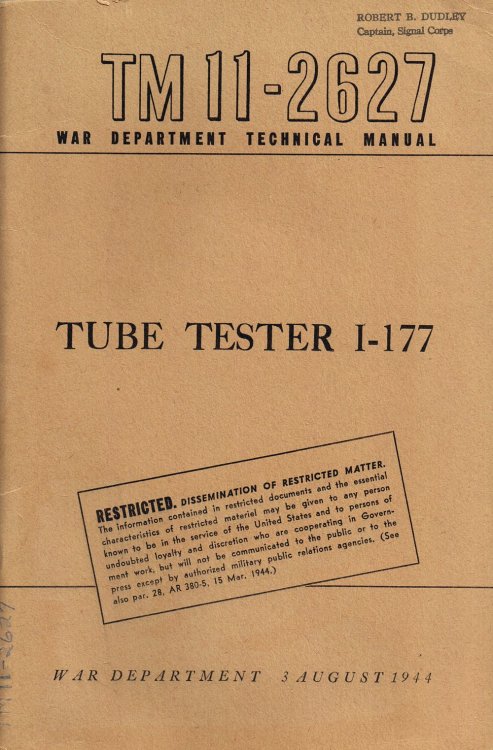 ROBERT B. DUDLEY
Captain, Signal Corps
TM 11-2627
WAR DEPARTMENT TECHNICAL MANUAL
TUBE TESTER I-177
RESTRICTED. DISSEMINATION OF RESTRICTED MATTER.
The information contained in restricted documents and the essential
characteristics of restricted materiel may be given to any person
known to be in the service of the United States and to persons of
undoubted loyalty and discretion who are cooperating in Govern-
ment work, but will not be communicated to the public or to the
press except by authorized military public relations agencies. (See
also par. 28, AR 380-5, 15 Mar. 1944.)
WAR DEPARTMENT 3 AUGUST 1944
TM 11-2627